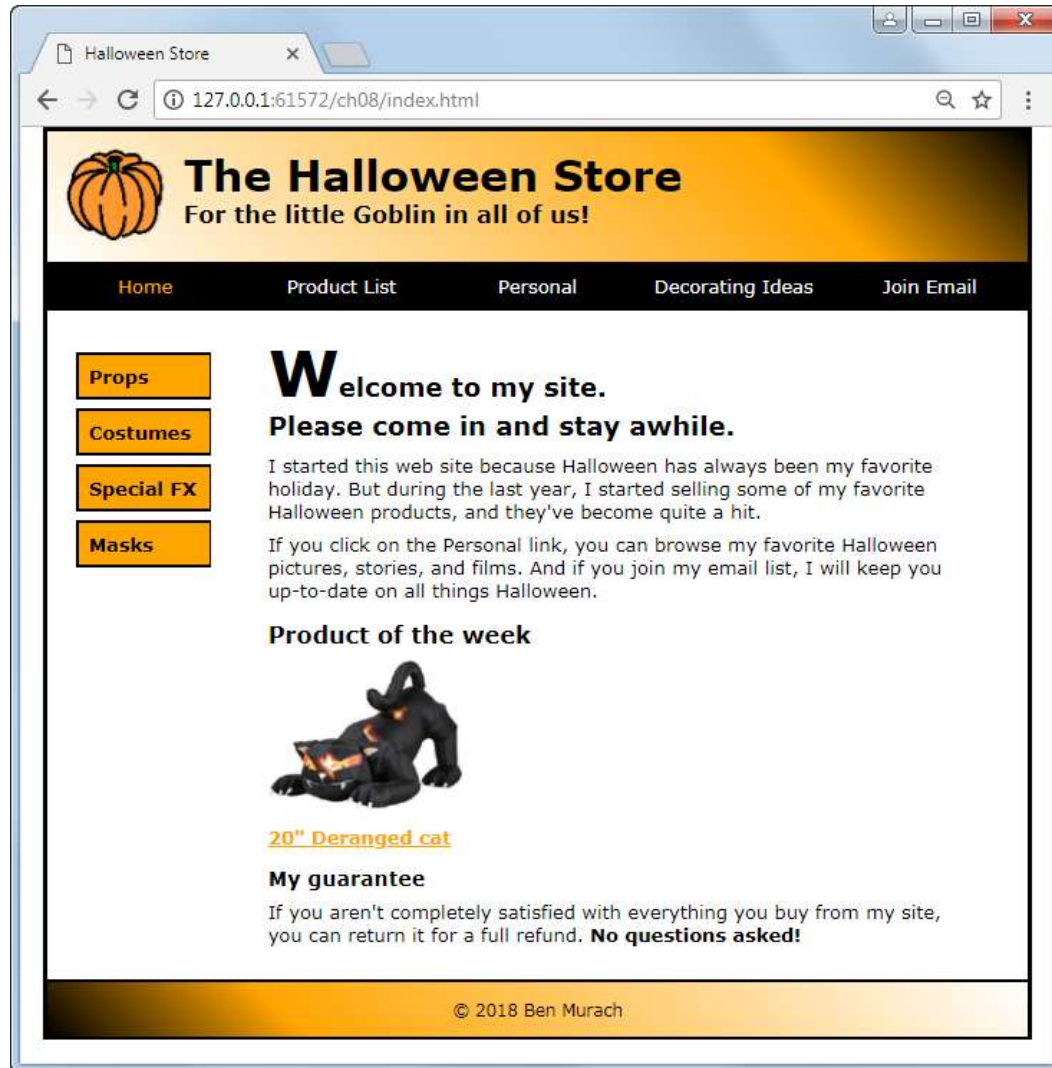 Halloween Store
127.0.0.1:61572/ch08/index.html
The Halloween Store
For the little Goblin in all of us!
Home Product List Personal Decorating Ideas Join Email
Props
Costumes
Special FX
Masks
Welcome to my site.
Please come in and stay awhile.
I started this web site because Halloween has always been my favorite
holiday. But during the last year, I started selling some of my favorite
Halloween products, and they've become quite a hit.
If you click on the Personal link, you can browse my favorite Halloween
pictures, stories, and films. And if you join my email list, I will keep you
up-to-date on all things Halloween.
Product of the week
20" Deranged cat
My guarantee
If you aren't completely satisfied with everything you buy from my site,
you can return it for a full refund. No questions asked!
© 2018 Ben Murach